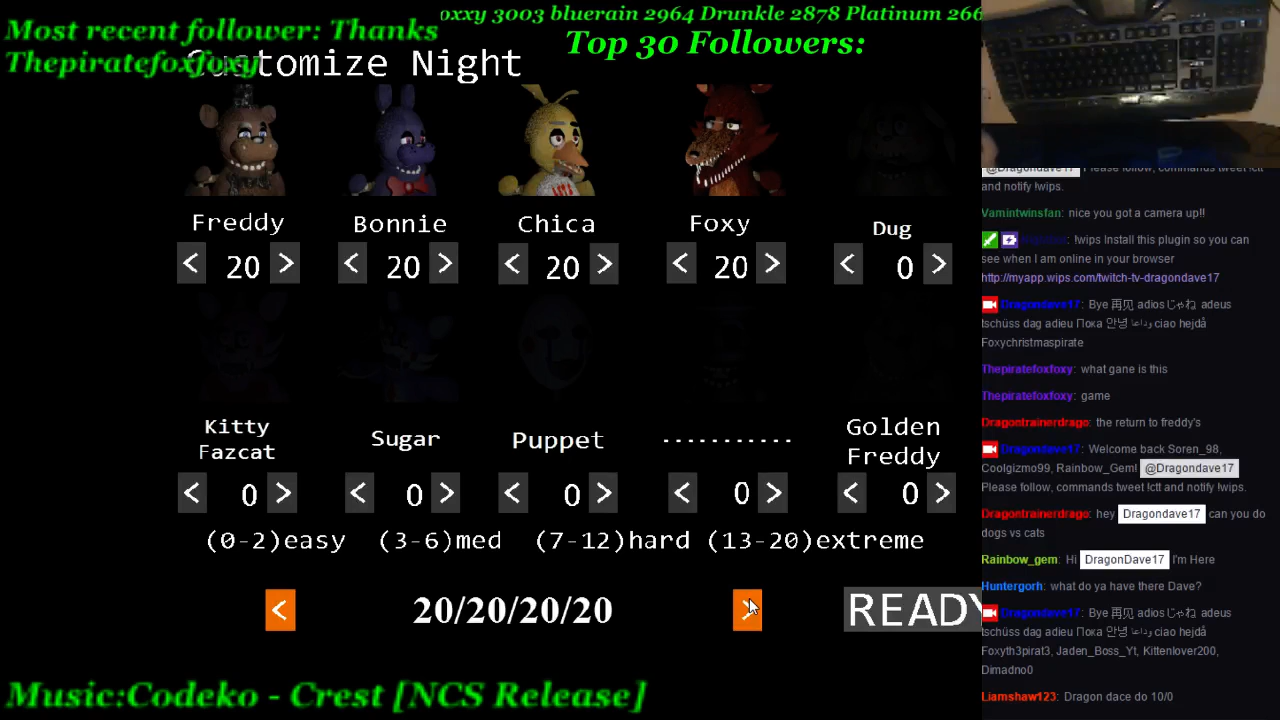 oxxy 3003 bluerain 2964 Drunkle 2878 Platinum 266
Most recent follower: Thanks
Thepiratefoxfoxy
Top 30 Followers:
Customize Night
Freddy Bonnie Chica Foxy Dug
< 20 > < 20 > < 20 > < 20 > < 0 >
Kitty
Fazcat
Sugar Puppet ----------- Golden
Freddy
< 0 > < 0 > < 0 > < 0 > < 0 >
(0-2)easy (3-6)med (7-12)hard (13-20)extreme
< 20/20/20/20 > READY
Music:Codeko - Crest [NCS Release]
@Dragondave17 Please follow, commands tweet !ctt
and notify !wips.
Vamintwinsfan: nice you got a camera up!!
!wips Install this plugin so you can
see when I am online in your browser
http://myapp.wips.com/twitch-tv-dragondave17
Dragondave17: Bye 再见 adios じゃね adeus
tschüss dag adieu Пока 안녕 وداعا ciao hejdå
Foxychristmaspirate
Thepiratefoxfoxy: what gane is this
Thepiratefoxfoxy: game
Dragontrainerdrago: the return to freddy's
Dragondave17: Welcome back Soren_98,
Coolgizmo99, Rainbow_Gem! @Dragondave17
Please follow, commands tweet !ctt and notify !wips.
Dragontrainerdrago: hey Dragondave17 can you do
dogs vs cats
Rainbow_gem: Hi DragonDave17 I'm Here
Huntergorh: what do ya have there Dave?
Dragondave17: Bye 再见 adios じゃね adeus
tschüss dag adieu Пока 안녕 وداعا ciao hejdå
Foxyth3pirat3, Jaden_Boss_Yt, Kittenlover200,
Dimadno0
Liamshaw123: Dragon dace do 10/0